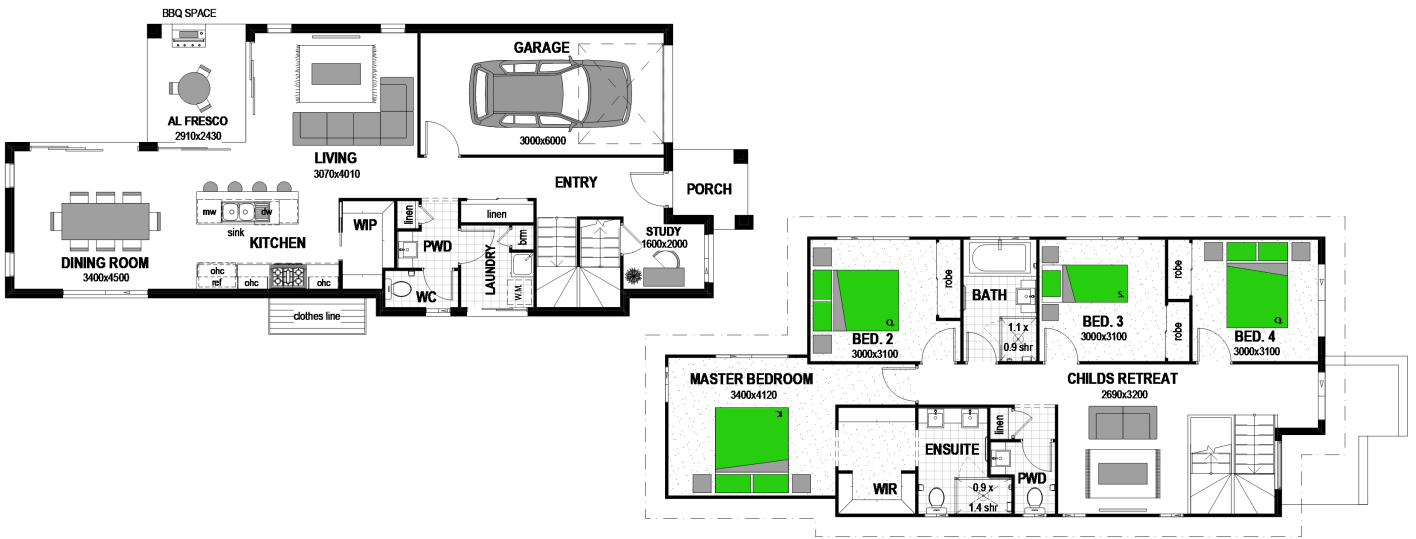 BBQ SPACE
AL FRESCO
2910x2430
GARAGE
3000x6000
LIVING
3070x4010
ENTRY
PORCH
STUDY
1600x2000
mw
dw
sink
KITCHEN
DINING ROOM
3400x4500
ohc
ref
ohc
ohc
WIP
linen
PWD
WC
linen
brm
LAUNDRY
W.M.
clothes line
MASTER BEDROOM
3400x4120
K
BED. 2
3000x3100
Q
robe
BATH
1.1 x
0.9 shr
BED. 3
3000x3100
S
robe
robe
BED. 4
3000x3100
Q
CHILDS RETREAT
2690x3200
WIR
ENSUITE
0.9 x
1.4 shr
linen
PWD